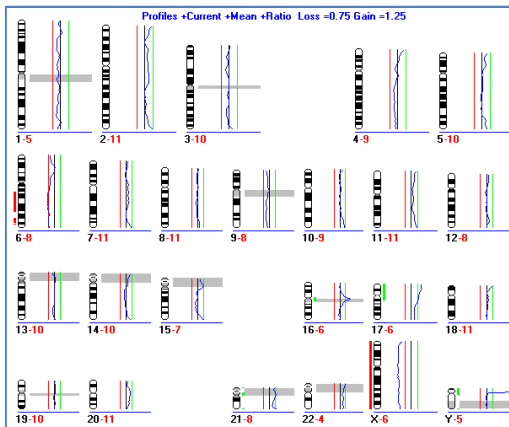 Profiles +Current +Mean +Ratio Loss =0.75 Gain =1.25
1-5 2-11 3-10 4-9 5-10
6-8 7-11 8-11 9-8 10-9 11-11 12-8
13-10 14-10 15-7 16-6 17-6 18-11
19-10 20-11 21-8 22-4 X-6 Y-5